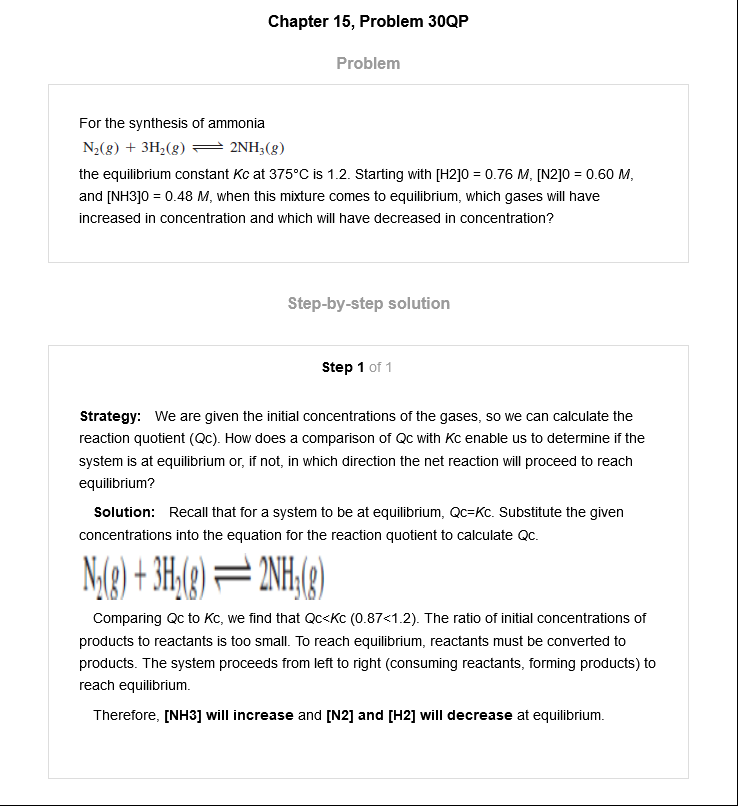 Chapter 15, Problem 30QP
Problem
For the synthesis of ammonia
N₂(g) + 3H₂(g) ⇌ 2NH₃(g)
the equilibrium constant Kc at 375°C is 1.2. Starting with [H2]0 = 0.76 M, [N2]0 = 0.60 M,
and [NH3]0 = 0.48 M, when this mixture comes to equilibrium, which gases will have
increased in concentration and which will have decreased in concentration?
Step-by-step solution
Step 1 of 1
Strategy: We are given the initial concentrations of the gases, so we can calculate the
reaction quotient (Qc). How does a comparison of Qc with Kc enable us to determine if the
system is at equilibrium or, if not, in which direction the net reaction will proceed to reach
equilibrium?
Solution: Recall that for a system to be at equilibrium, Qc=Kc. Substitute the given
concentrations into the equation for the reaction quotient to calculate Qc.
N₂(g) + 3H₂(g) ⇌ 2NH₃(g)
Comparing Qc to Kc, we find that Qc<Kc (0.87<1.2). The ratio of initial concentrations of
products to reactants is too small. To reach equilibrium, reactants must be converted to
products. The system proceeds from left to right (consuming reactants, forming products) to
reach equilibrium.
Therefore, [NH3] will increase and [N2] and [H2] will decrease at equilibrium.